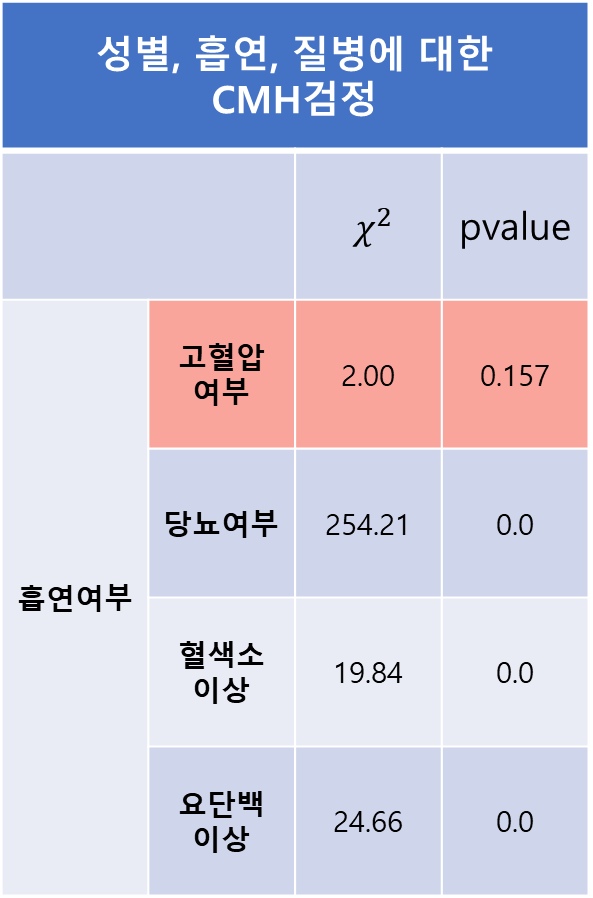 성별, 흡연, 질병에 대한
CMH검정
χ² pvalue
흡연여부
고혈압
여부
2.00 0.157
당뇨여부 254.21 0.0
혈색소
이상
19.84 0.0
요단백
이상
24.66 0.0